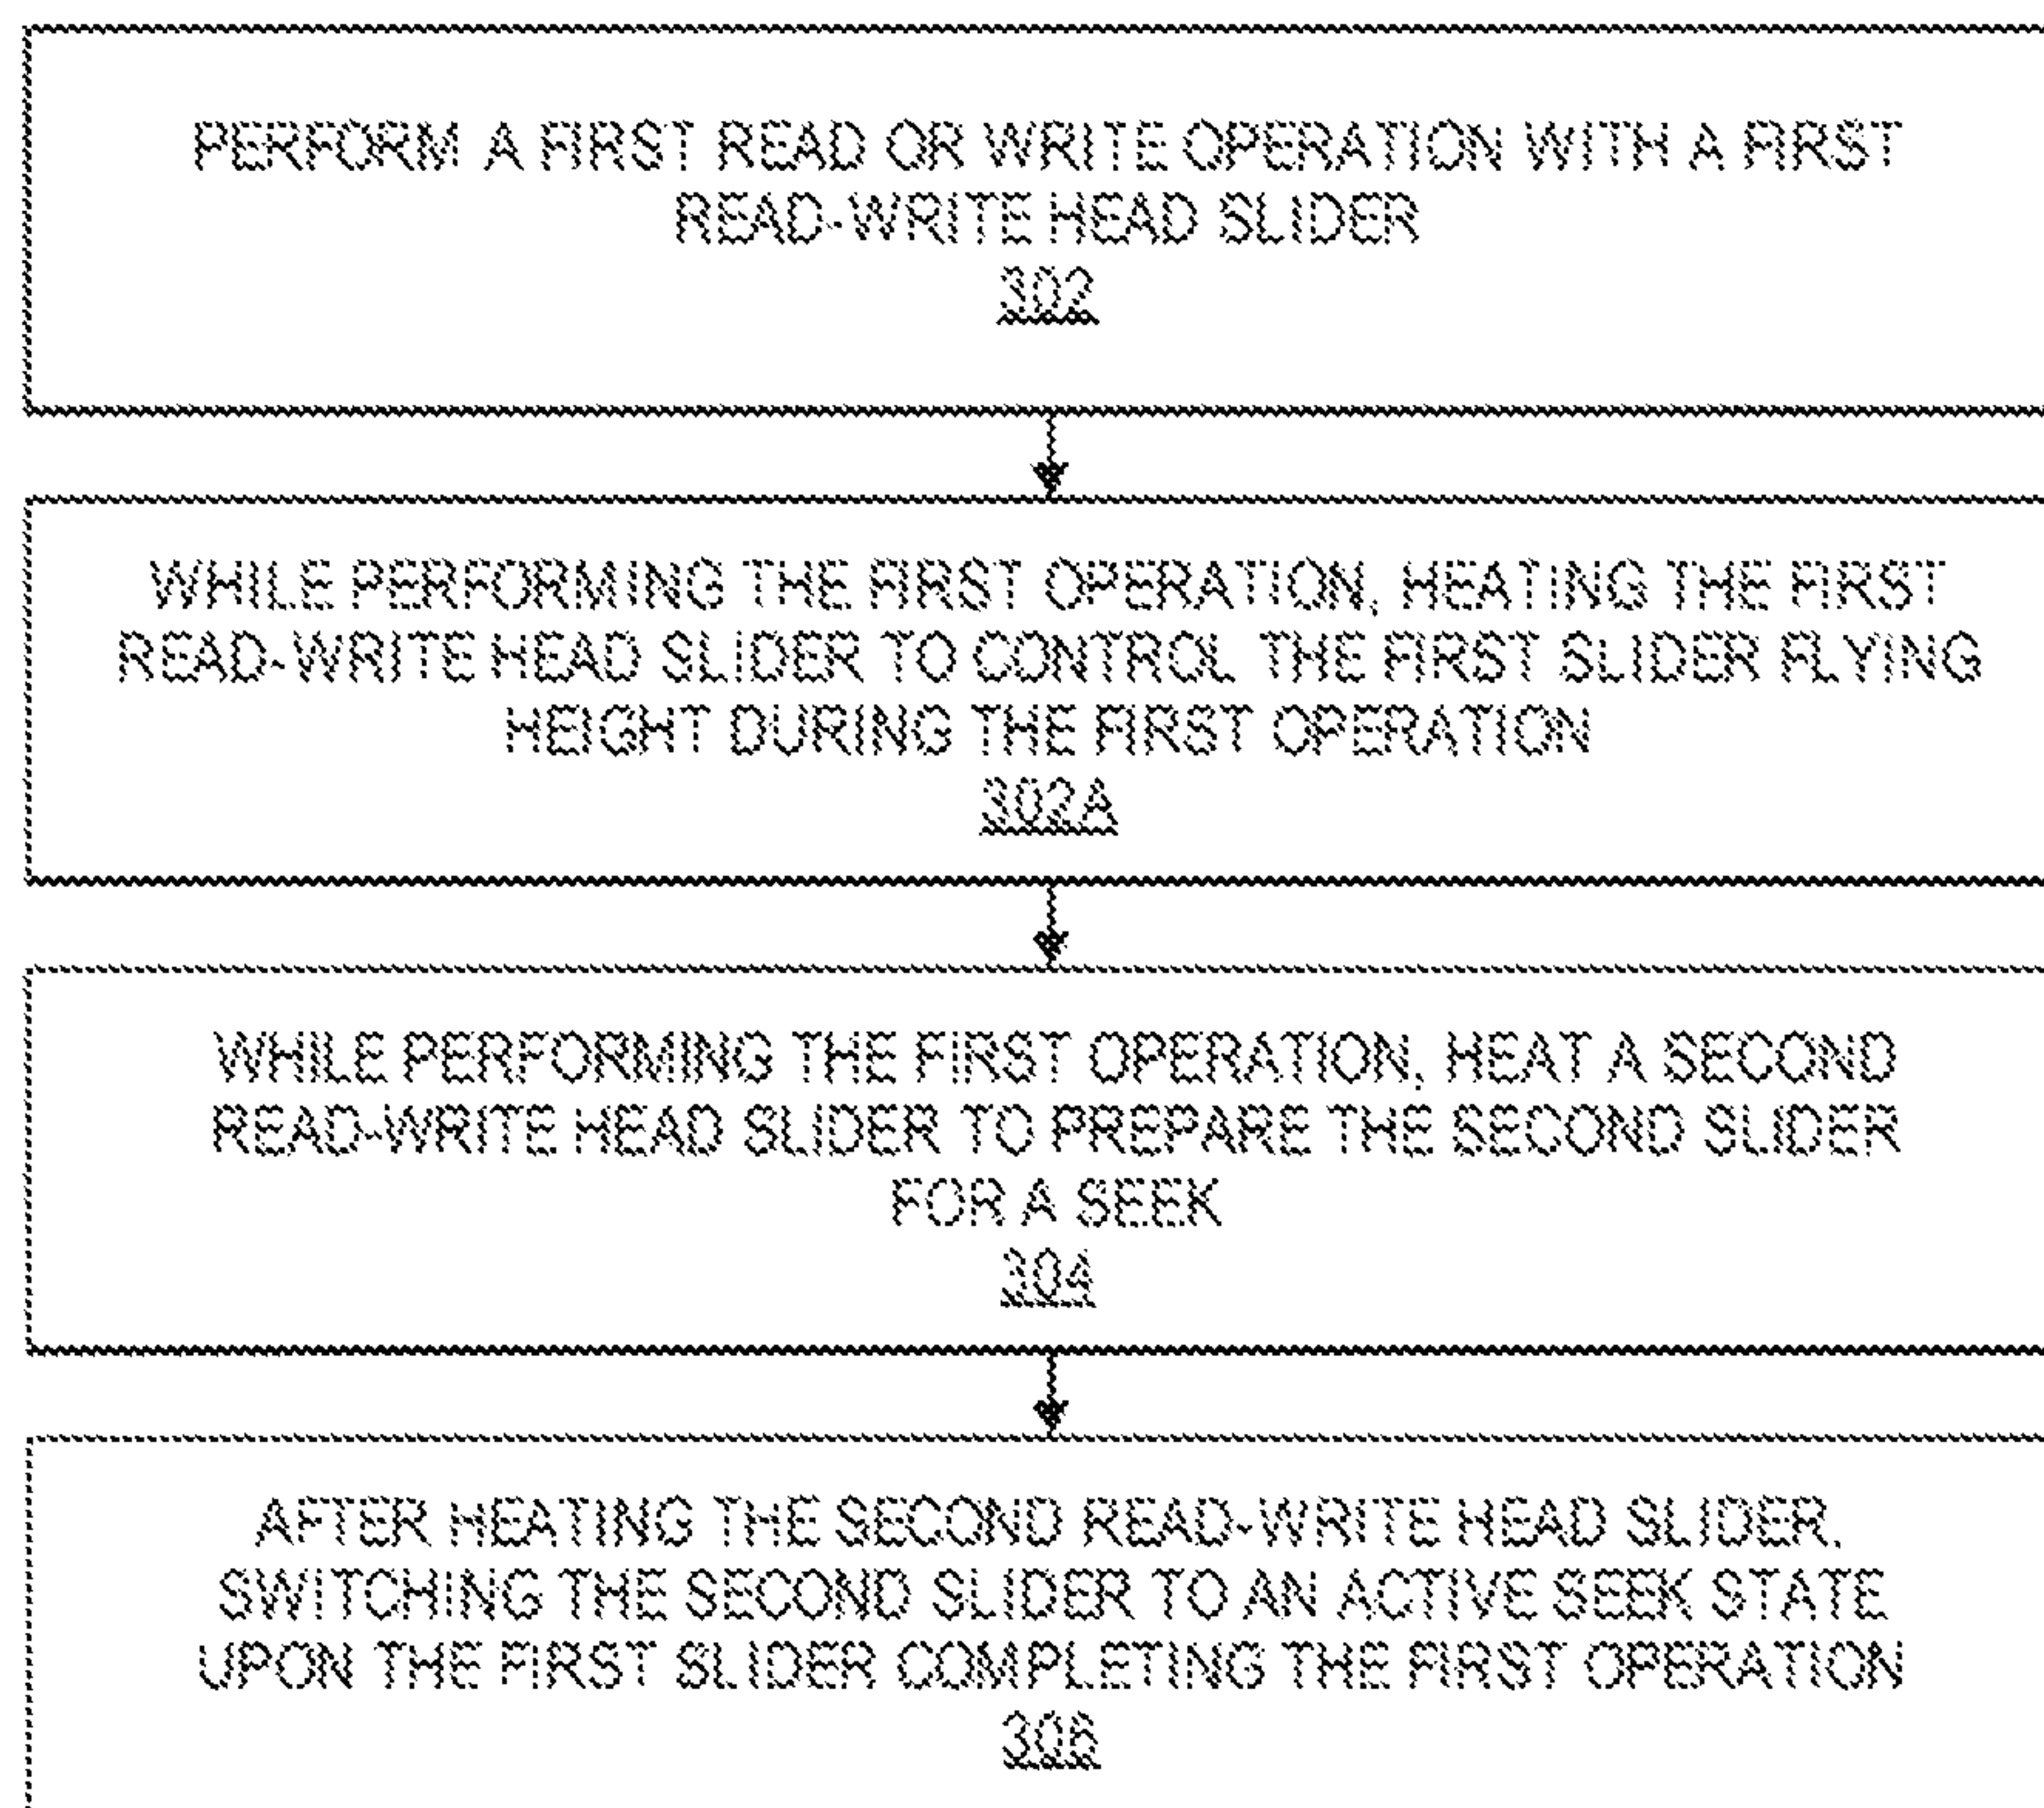 PERFORM A FIRST READ OR WRITE OPERATION WITH A FIRST
READ-WRITE HEAD SLIDER
302
WHILE PERFORMING THE FIRST OPERATION, HEATING THE FIRST
READ-WRITE HEAD SLIDER TO CONTROL THE FIRST SLIDER FLYING
HEIGHT DURING THE FIRST OPERATION
302A
WHILE PERFORMING THE FIRST OPERATION, HEAT A SECOND
READ-WRITE HEAD SLIDER TO PREPARE THE SECOND SLIDER
FOR A SEEK
304
AFTER HEATING THE SECOND READ-WRITE HEAD SLIDER,
SWITCHING THE SECOND SLIDER TO AN ACTIVE SEEK STATE
UPON THE FIRST SLIDER COMPLETING THE FIRST OPERATION
306